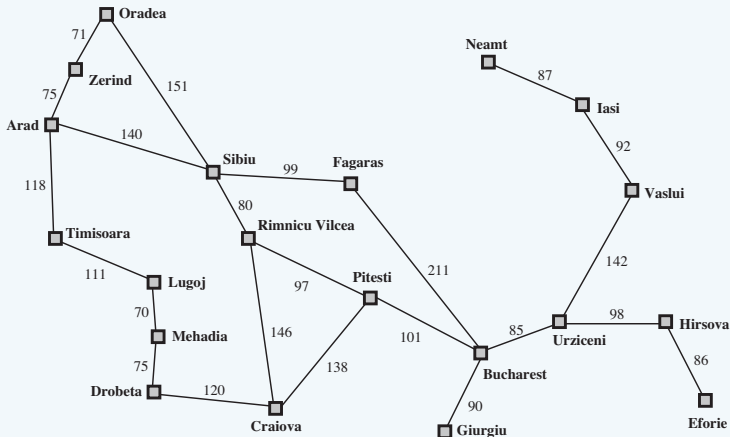 Oradea
71
Neamt
Zerind
87
151
75
Iasi
Arad
140
92
Sibiu
Fagaras
99
118
Vaslui
80
Timisoara
Rimnicu Vilcea
142
211
111
Lugoj
97
Pitesti
70
98
Hirsova
85
146
101
Urziceni
Mehadia
86
138
75
120
Bucharest
Drobeta
90
Craiova
Giurgiu
Eforie